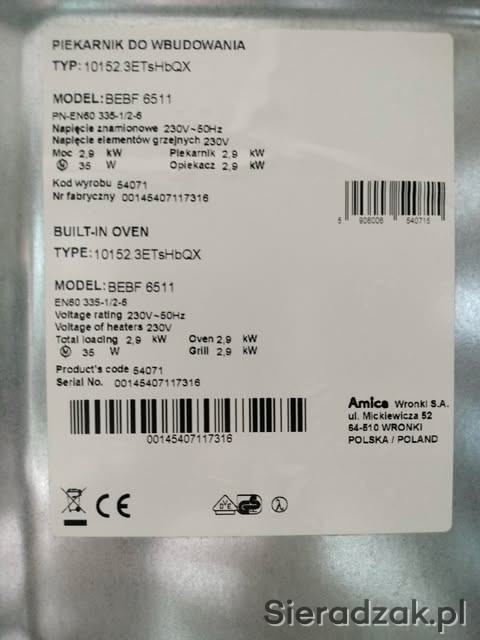 PIEKARNIK DO WBUDOWANIA
TYP: 10152.3ETsHbQX
MODEL: BEBF 6511
PN-EN60 335-1/2-6
Napięcie znamionowe 230V~50Hz
Napięcie elementów grzejnych 230V
Moc 2,9 kW Piekarnik 2,9 kW
M 35 W Opiekacz 2,9 kW
Kod wyrobu 54071
Nr fabryczny 00145407117316
5 906006 540715
BUILT-IN OVEN
TYPE: 10152.3ETsHbQX
MODEL: BEBF 6511
EN60 335-1/2-6
Voltage rating 230V~50Hz
Voltage of heaters 230V
Total loading 2,9 kW Oven 2,9 kW
M 35 W Grill 2,9 kW
Product's code 54071
Serial No. 00145407117316
00145407117316
Amica Wronki S.A.
ul. Mickiewicza 52
64-510 WRONKI
POLSKA / POLAND
CE VDE GS λ
Sieradzak.pl